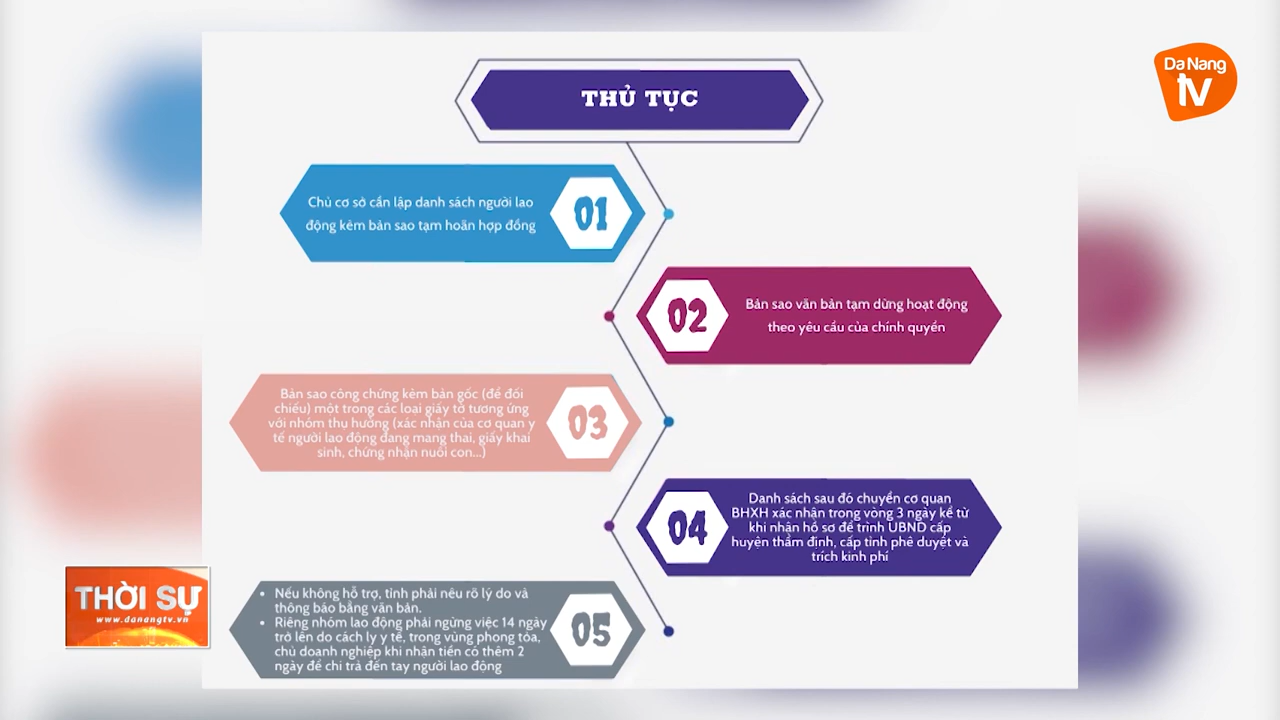 Da Nang
tv
THỦ TỤC
Chủ cơ sở cần lập danh sách người lao
động kèm bản sao tạm hoãn hợp đồng
01
02
Bản sao văn bản tạm dừng hoạt động
theo yêu cầu của chính quyền
Bản sao công chứng kèm bản gốc (để đối
chiếu) một trong các loại giấy tờ tương ứng
với nhóm thụ hưởng (xác nhận của cơ quan y
tế người lao động đang mang thai, giấy khai
sinh, chứng nhận nuôi con...)
03
04
Danh sách sau đó chuyển cơ quan
BHXH xác nhận trong vòng 3 ngày kể từ
khi nhận hồ sơ để trình UBND cấp
huyện thẩm định, cấp tỉnh phê duyệt và
trích kinh phí
• Nếu không hỗ trợ, tỉnh phải nêu rõ lý do và
thông báo bằng văn bản.
• Riêng nhóm lao động phải ngừng việc 14 ngày
trở lên do cách ly y tế, trong vùng phong tỏa,
chủ doanh nghiệp khi nhận tiền có thêm 2
ngày để chi trả đến tay người lao động
05
THỜI SỰ
www.danangtv.vn